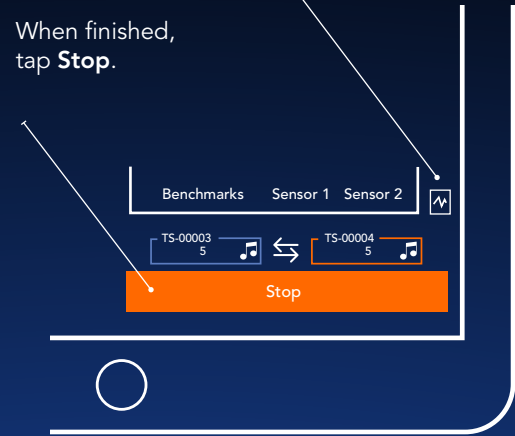 When finished,
tap Stop.
Benchmarks Sensor 1 Sensor 2
TS-00003 TS-00004
5 5
Stop